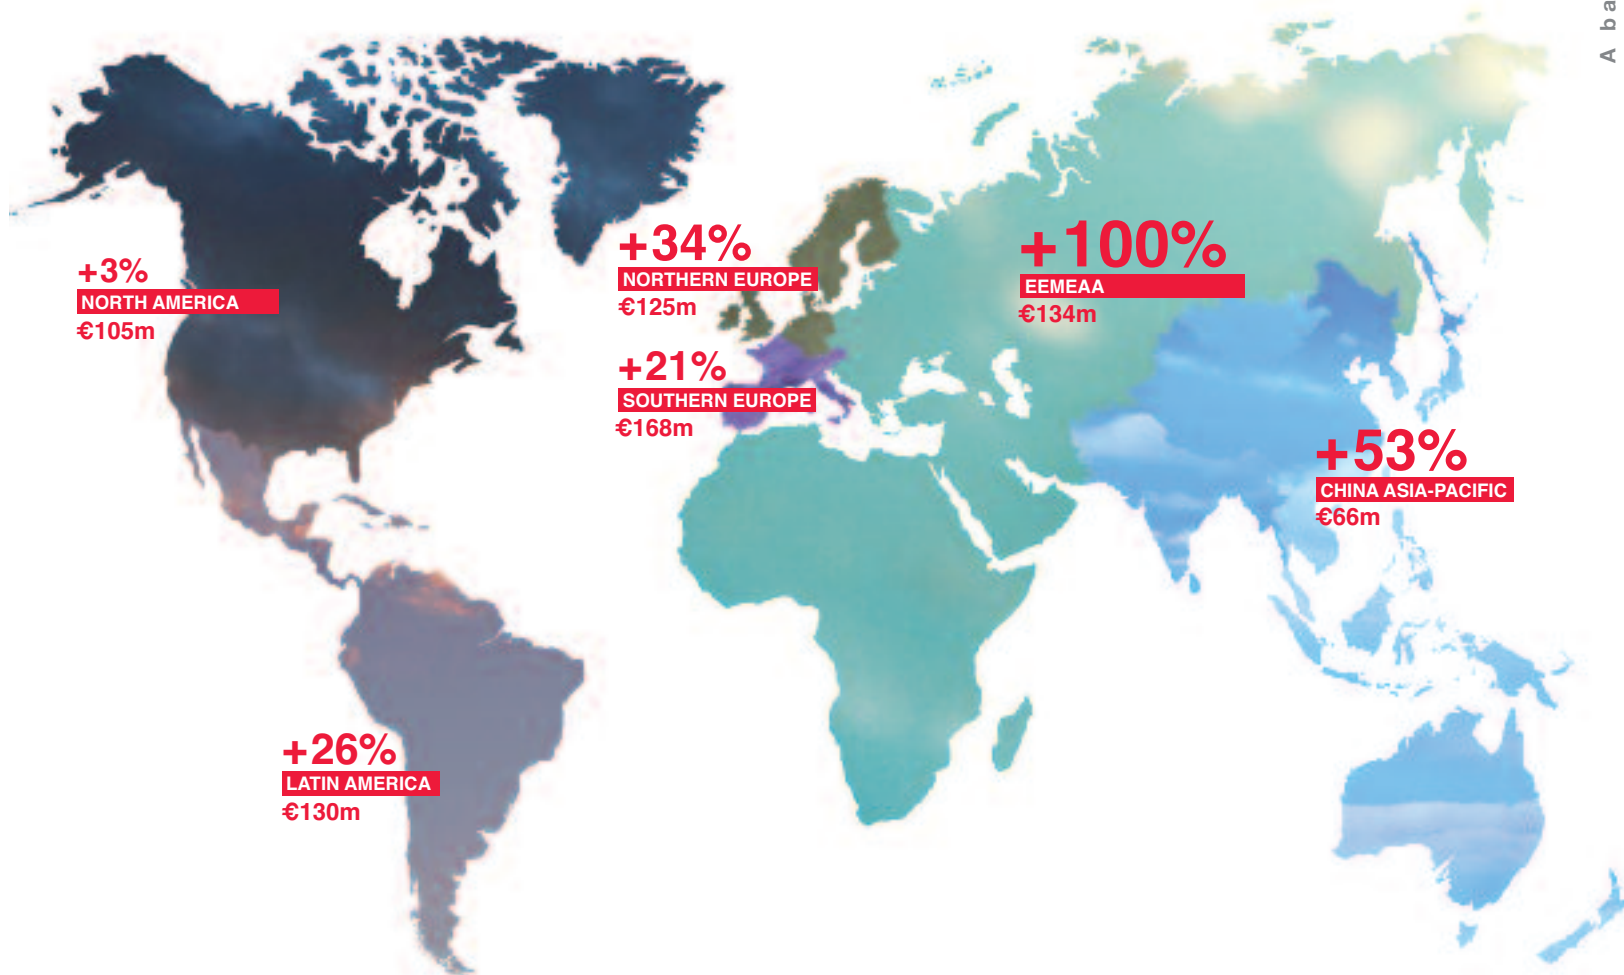 +3%
NORTH AMERICA
€105m
+34%
NORTHERN EUROPE
€125m
+21%
SOUTHERN EUROPE
€168m
+100%
EEMEAA
€134m
+53%
CHINA ASIA-PACIFIC
€66m
+26%
LATIN AMERICA
€130m
A ba